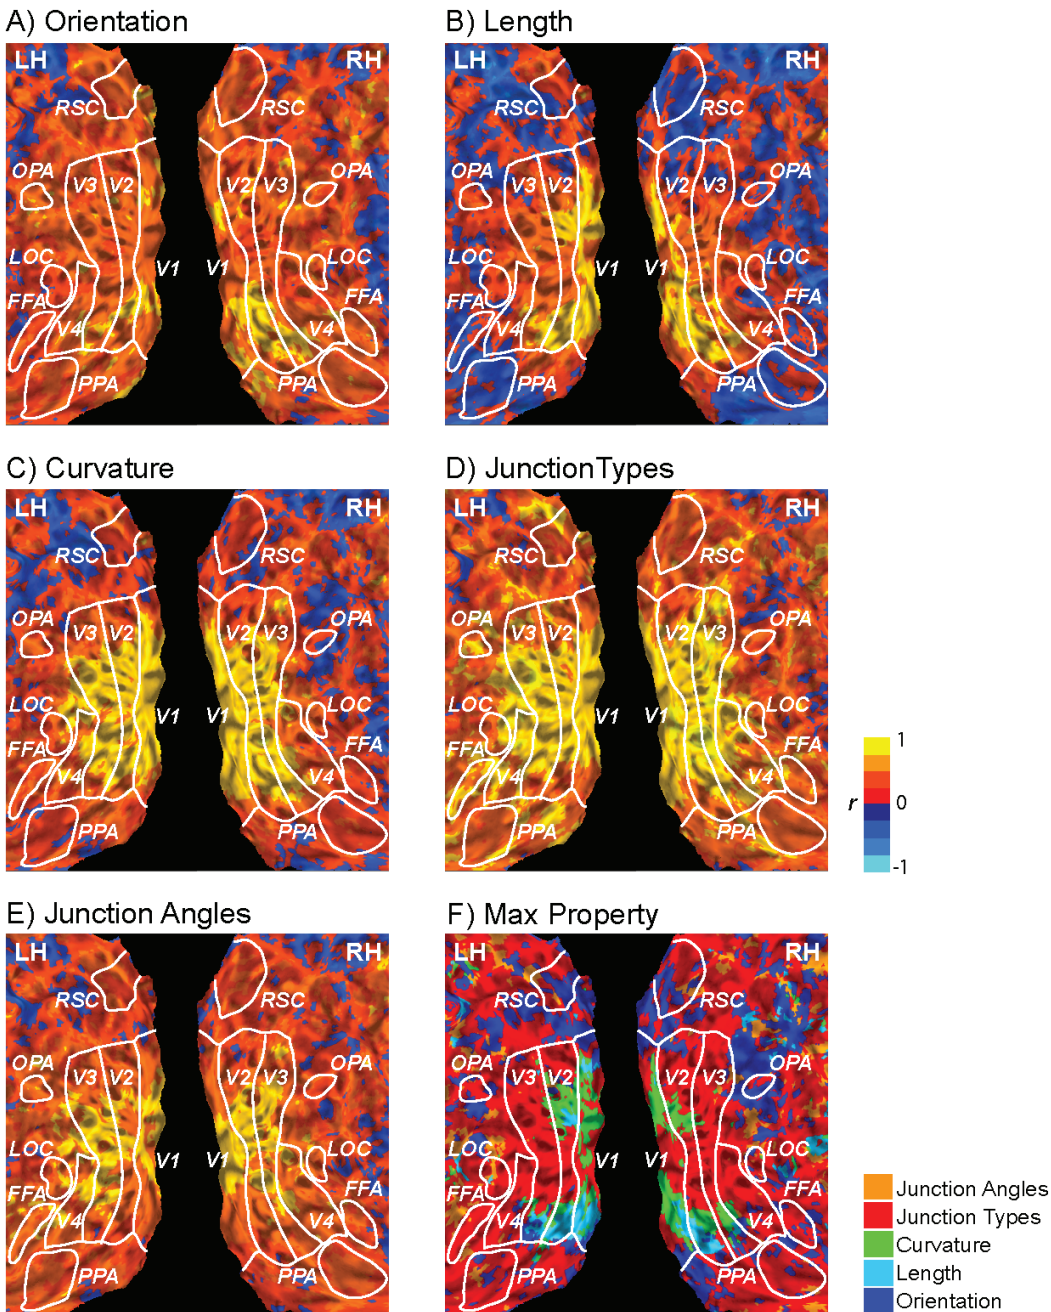 A) Orientation
LH RH
RSC RSC
OPA V3 V2 V2 V3 OPA
LOC V1 V1 LOC
FFA FFA
V4 V4
PPA PPA
B) Length
LH RH
RSC RSC
OPA V3 V2 V2 V3 OPA
LOC V1 V1 LOC
FFA FFA
V4 V4
PPA PPA
C) Curvature
LH RH
RSC RSC
OPA V3 V2 V2 V3 OPA
LOC V1 V1 LOC
FFA FFA
V4 V4
PPA PPA
D) JunctionTypes
LH RH
RSC RSC
OPA V3 V2 V2 V3 OPA
LOC V1 V1 LOC
FFA FFA
V4 V4
PPA PPA
1
r 0
-1
E) Junction Angles
LH RH
RSC RSC
OPA V3 V2 V2 V3 OPA
LOC V1 V1 LOC
FFA FFA
V4 V4
PPA PPA
F) Max Property
LH RH
RSC RSC
OPA V3 V2 V2 V3 OPA
LOC V1 V1 LOC
FFA FFA
V4 V4
PPA PPA
Junction Angles
Junction Types
Curvature
Length
Orientation